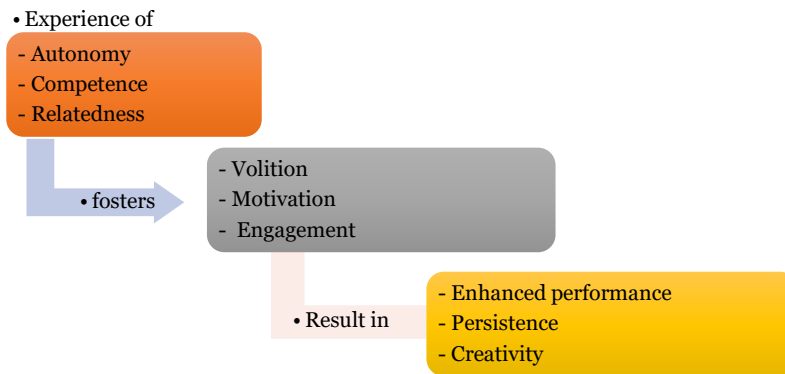 • Experience of
- Autonomy
- Competence
- Relatedness
• fosters
- Volition
- Motivation
- Engagement
• Result in
- Enhanced performance
- Persistence
- Creativity